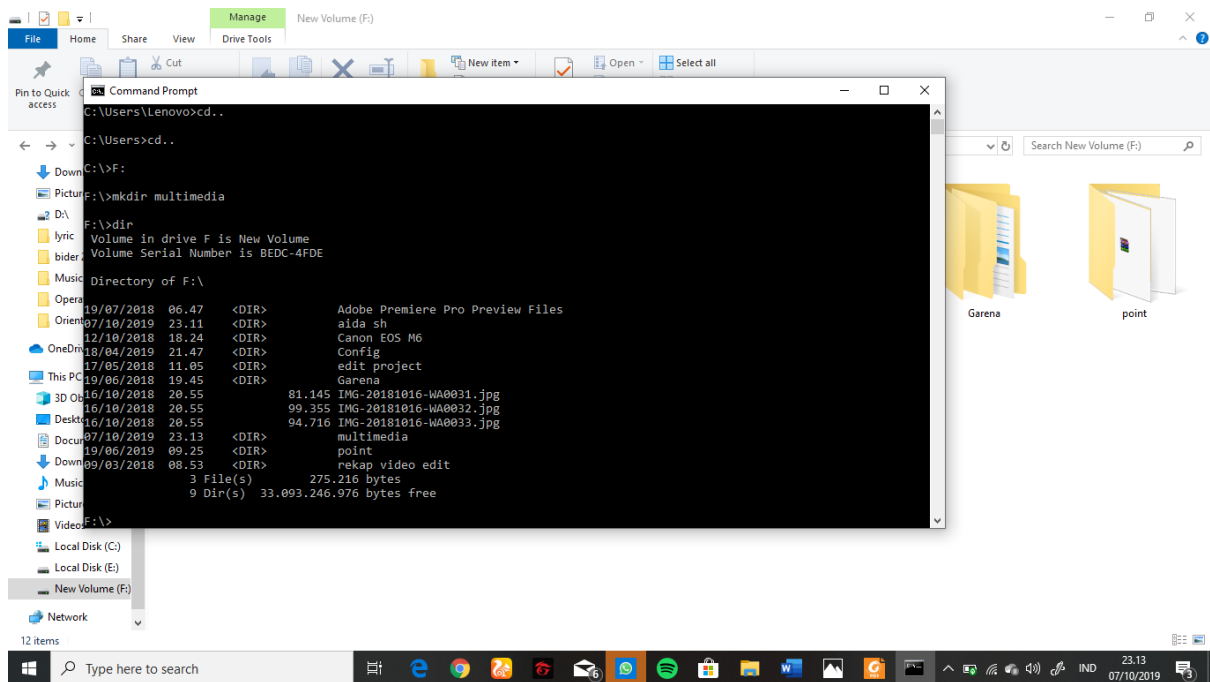 Manage
New Volume (F:)
File Home Share View Drive Tools
Cut
New item
Open
Select all
Pin to Quick access
Command Prompt
C:\Users\Lenovo>cd..
C:\Users>cd..
C:\>F:
F:\>mkdir multimedia
F:\>dir
Volume in drive F is New Volume
Volume Serial Number is BEDC-4FDE
Directory of F:\
19/07/2018 06.47 <DIR> Adobe Premiere Pro Preview Files
07/10/2019 23.11 <DIR> aida sh
12/10/2018 18.24 <DIR> Canon EOS M6
18/04/2019 21.47 <DIR> Config
17/05/2018 11.05 <DIR> edit project
19/06/2019 19.45 <DIR> Garena
16/10/2018 20.55 81.145 IMG-20181016-WA0031.jpg
16/10/2018 20.55 99.355 IMG-20181016-WA0032.jpg
16/10/2018 20.55 94.716 IMG-20181016-WA0033.jpg
07/10/2019 23.13 <DIR> multimedia
19/06/2019 09.25 <DIR> point
09/03/2018 08.53 <DIR> rekap video edit
3 File(s) 275.216 bytes
9 Dir(s) 33.093.246.976 bytes free
F:\>
Search New Volume (F:)
Down
Pictur
D:\
lyric
bider
Music
Opera
Orient
OneDriv
This PC
3D Ob
Deskto
Docum
Down
Music
Pictur
Videos
Local Disk (C:)
Local Disk (E:)
New Volume (F:)
Network
Garena
point
12 items
Type here to search
6
IND
23.13
07/10/2019
3